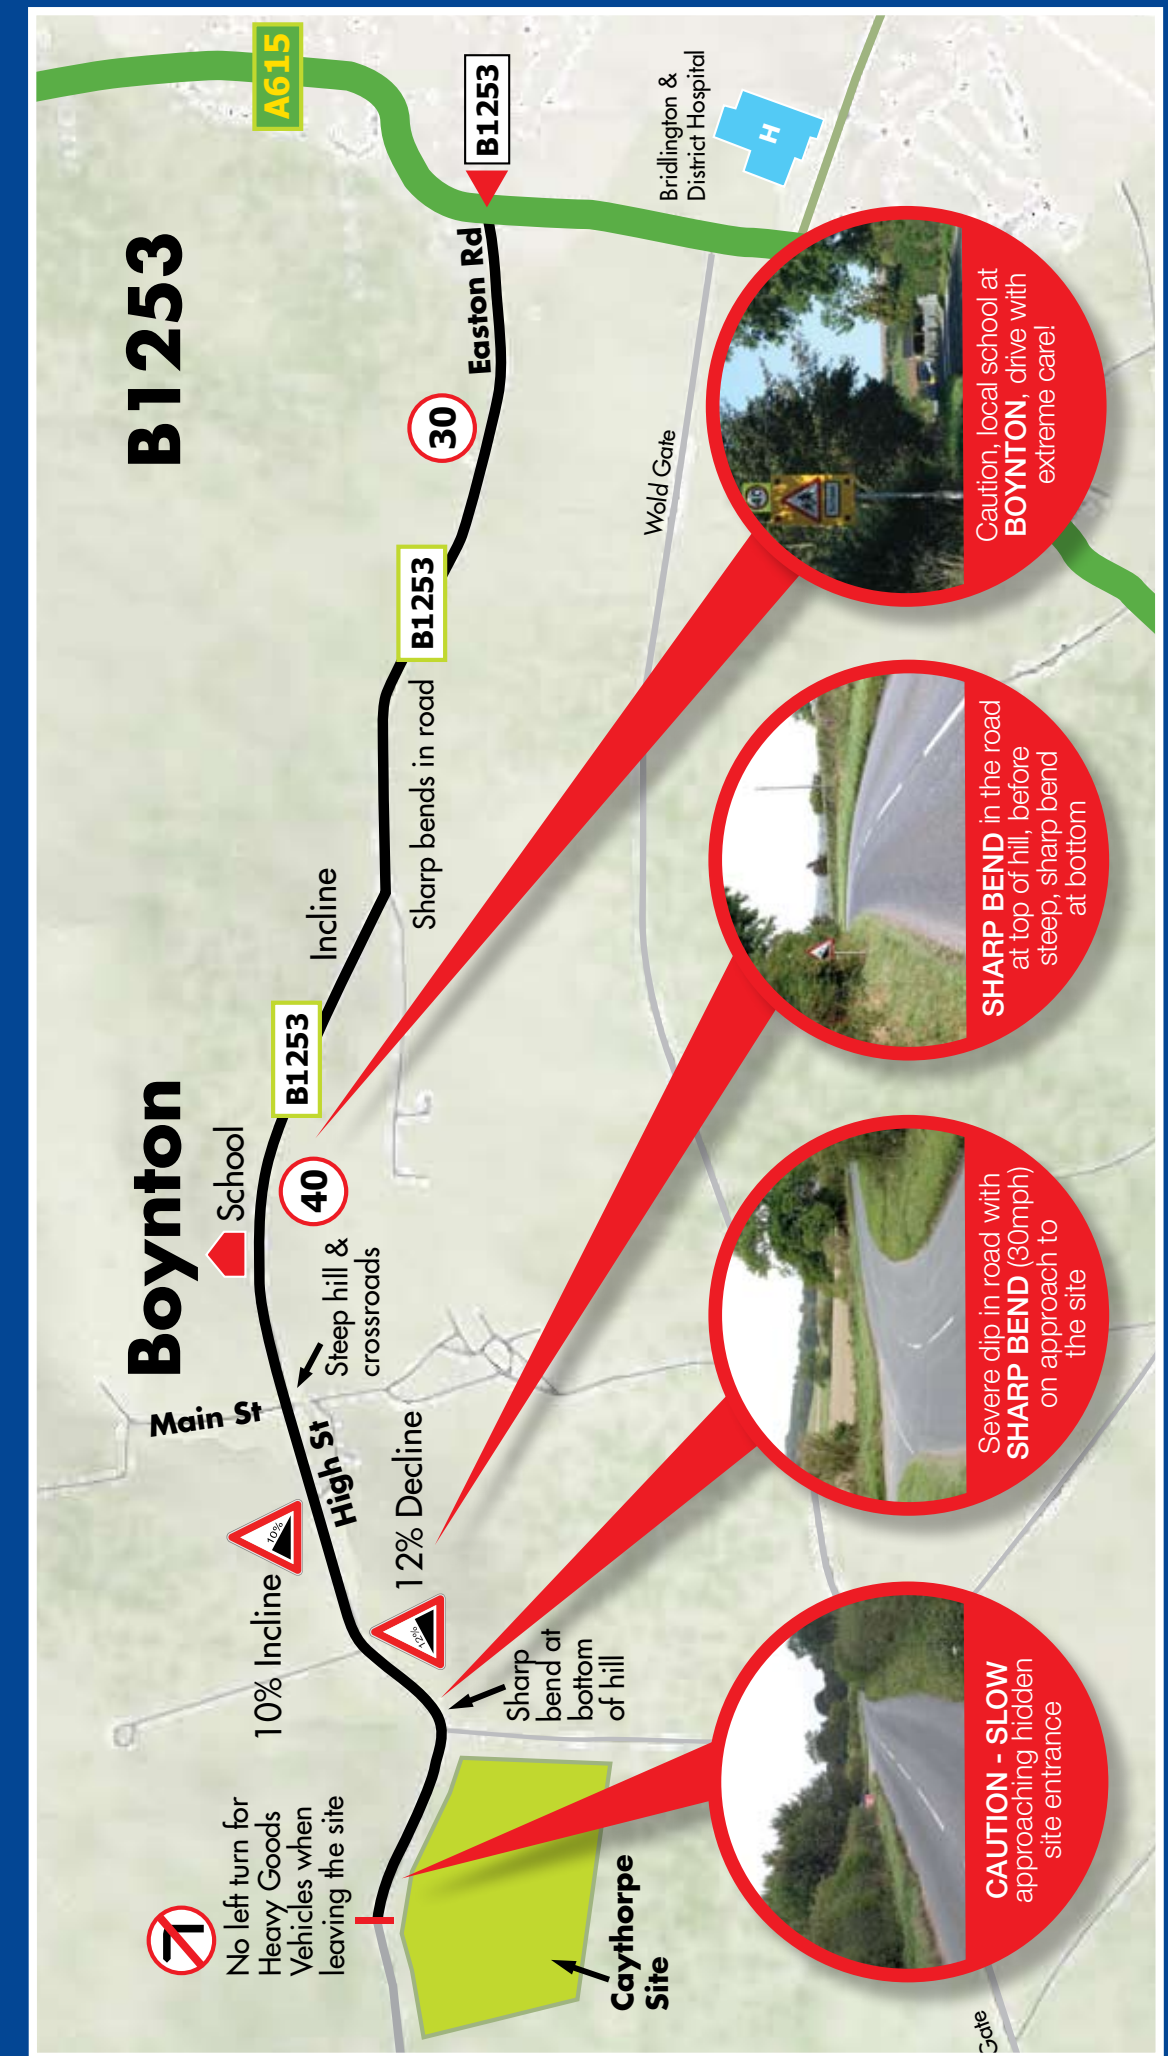 Boynton
B1253
No left turn for
Heavy Goods
Vehicles when
leaving the site
10% Incline
10%
Main St
School
A615
B1253
High St
Steep hill &
crossroads
40
B1253
Incline
12% Decline
12%
Sharp bends in road
B1253
30
Easton Rd
Sharp
bend at
bottom
of hill
Caythorpe
Site
Wold Gate
Bridlington &
District Hospital
H
CAUTION - SLOW
approaching hidden
site entrance
Severe dip in road with
SHARP BEND (30mph)
on approach to
the site
SHARP BEND in the road
at top of hill, before
steep, sharp bend
at bottom
Caution, local school at
BOYNTON, drive with
extreme care!
Gate